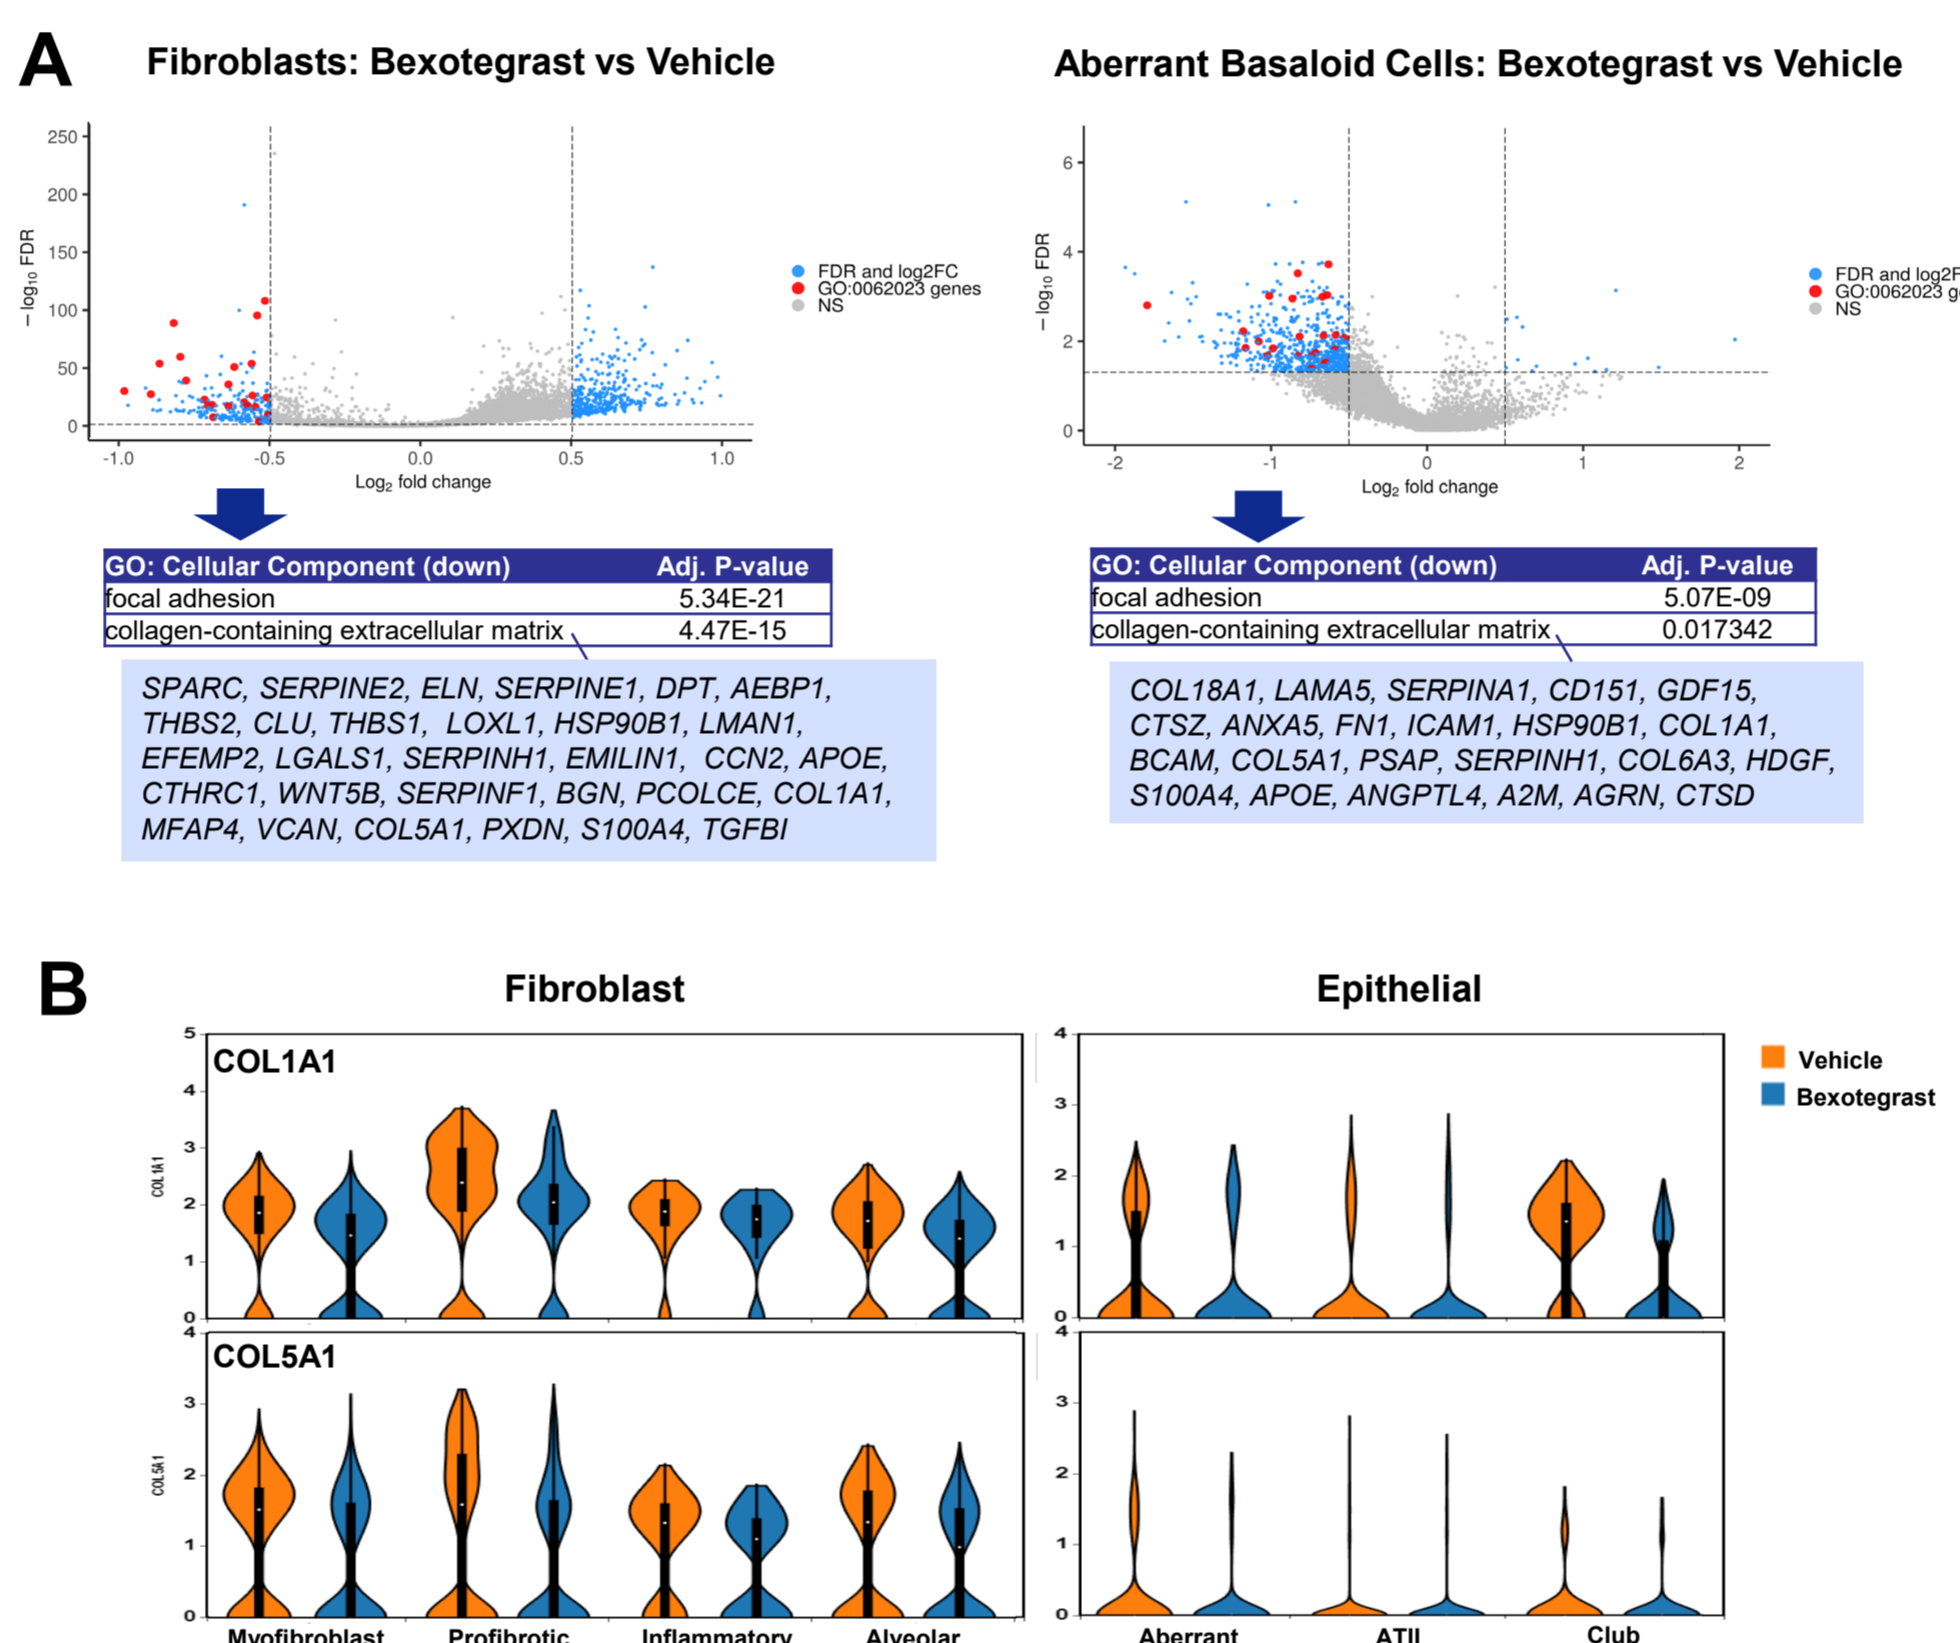 A
Fibroblasts: Bexotegrast vs Vehicle
250
200
150
100
50
0
– log10 FDR
-1.0 -0.5 0.0 0.5 1.0
Log2 fold change
FDR and log2FC
GO:0062023 genes
NS
GO: Cellular Component (down) Adj. P-value
focal adhesion 5.34E-21
collagen-containing extracellular matrix 4.47E-15
SPARC, SERPINE2, ELN, SERPINE1, DPT, AEBP1,
THBS2, CLU, THBS1, LOXL1, HSP90B1, LMAN1,
EFEMP2, LGALS1, SERPINH1, EMILIN1, CCN2, APOE,
CTHRC1, WNT5B, SERPINF1, BGN, PCOLCE, COL1A1,
MFAP4, VCAN, COL5A1, PXDN, S100A4, TGFBI
Aberrant Basaloid Cells: Bexotegrast vs Vehicle
6
4
2
0
– log10 FDR
-2 -1 0 1 2
Log2 fold change
FDR and log2F
GO:0062023 g
NS
GO: Cellular Component (down) Adj. P-value
focal adhesion 5.07E-09
collagen-containing extracellular matrix 0.017342
COL18A1, LAMA5, SERPINA1, CD151, GDF15,
CTSZ, ANXA5, FN1, ICAM1, HSP90B1, COL1A1,
BCAM, COL5A1, PSAP, SERPINH1, COL6A3, HDGF,
S100A4, APOE, ANGPTL4, A2M, AGRN, CTSD
B
Fibroblast
COL1A1
5
4
3
2
1
0
COL1A1
COL5A1
4
3
2
1
0
COL5A1
Myofibroblast Profibrotic Inflammatory Alveolar
Epithelial
4
3
2
1
0
4
3
2
1
0
Aberrant ATII Club
Vehicle
Bexotegrast